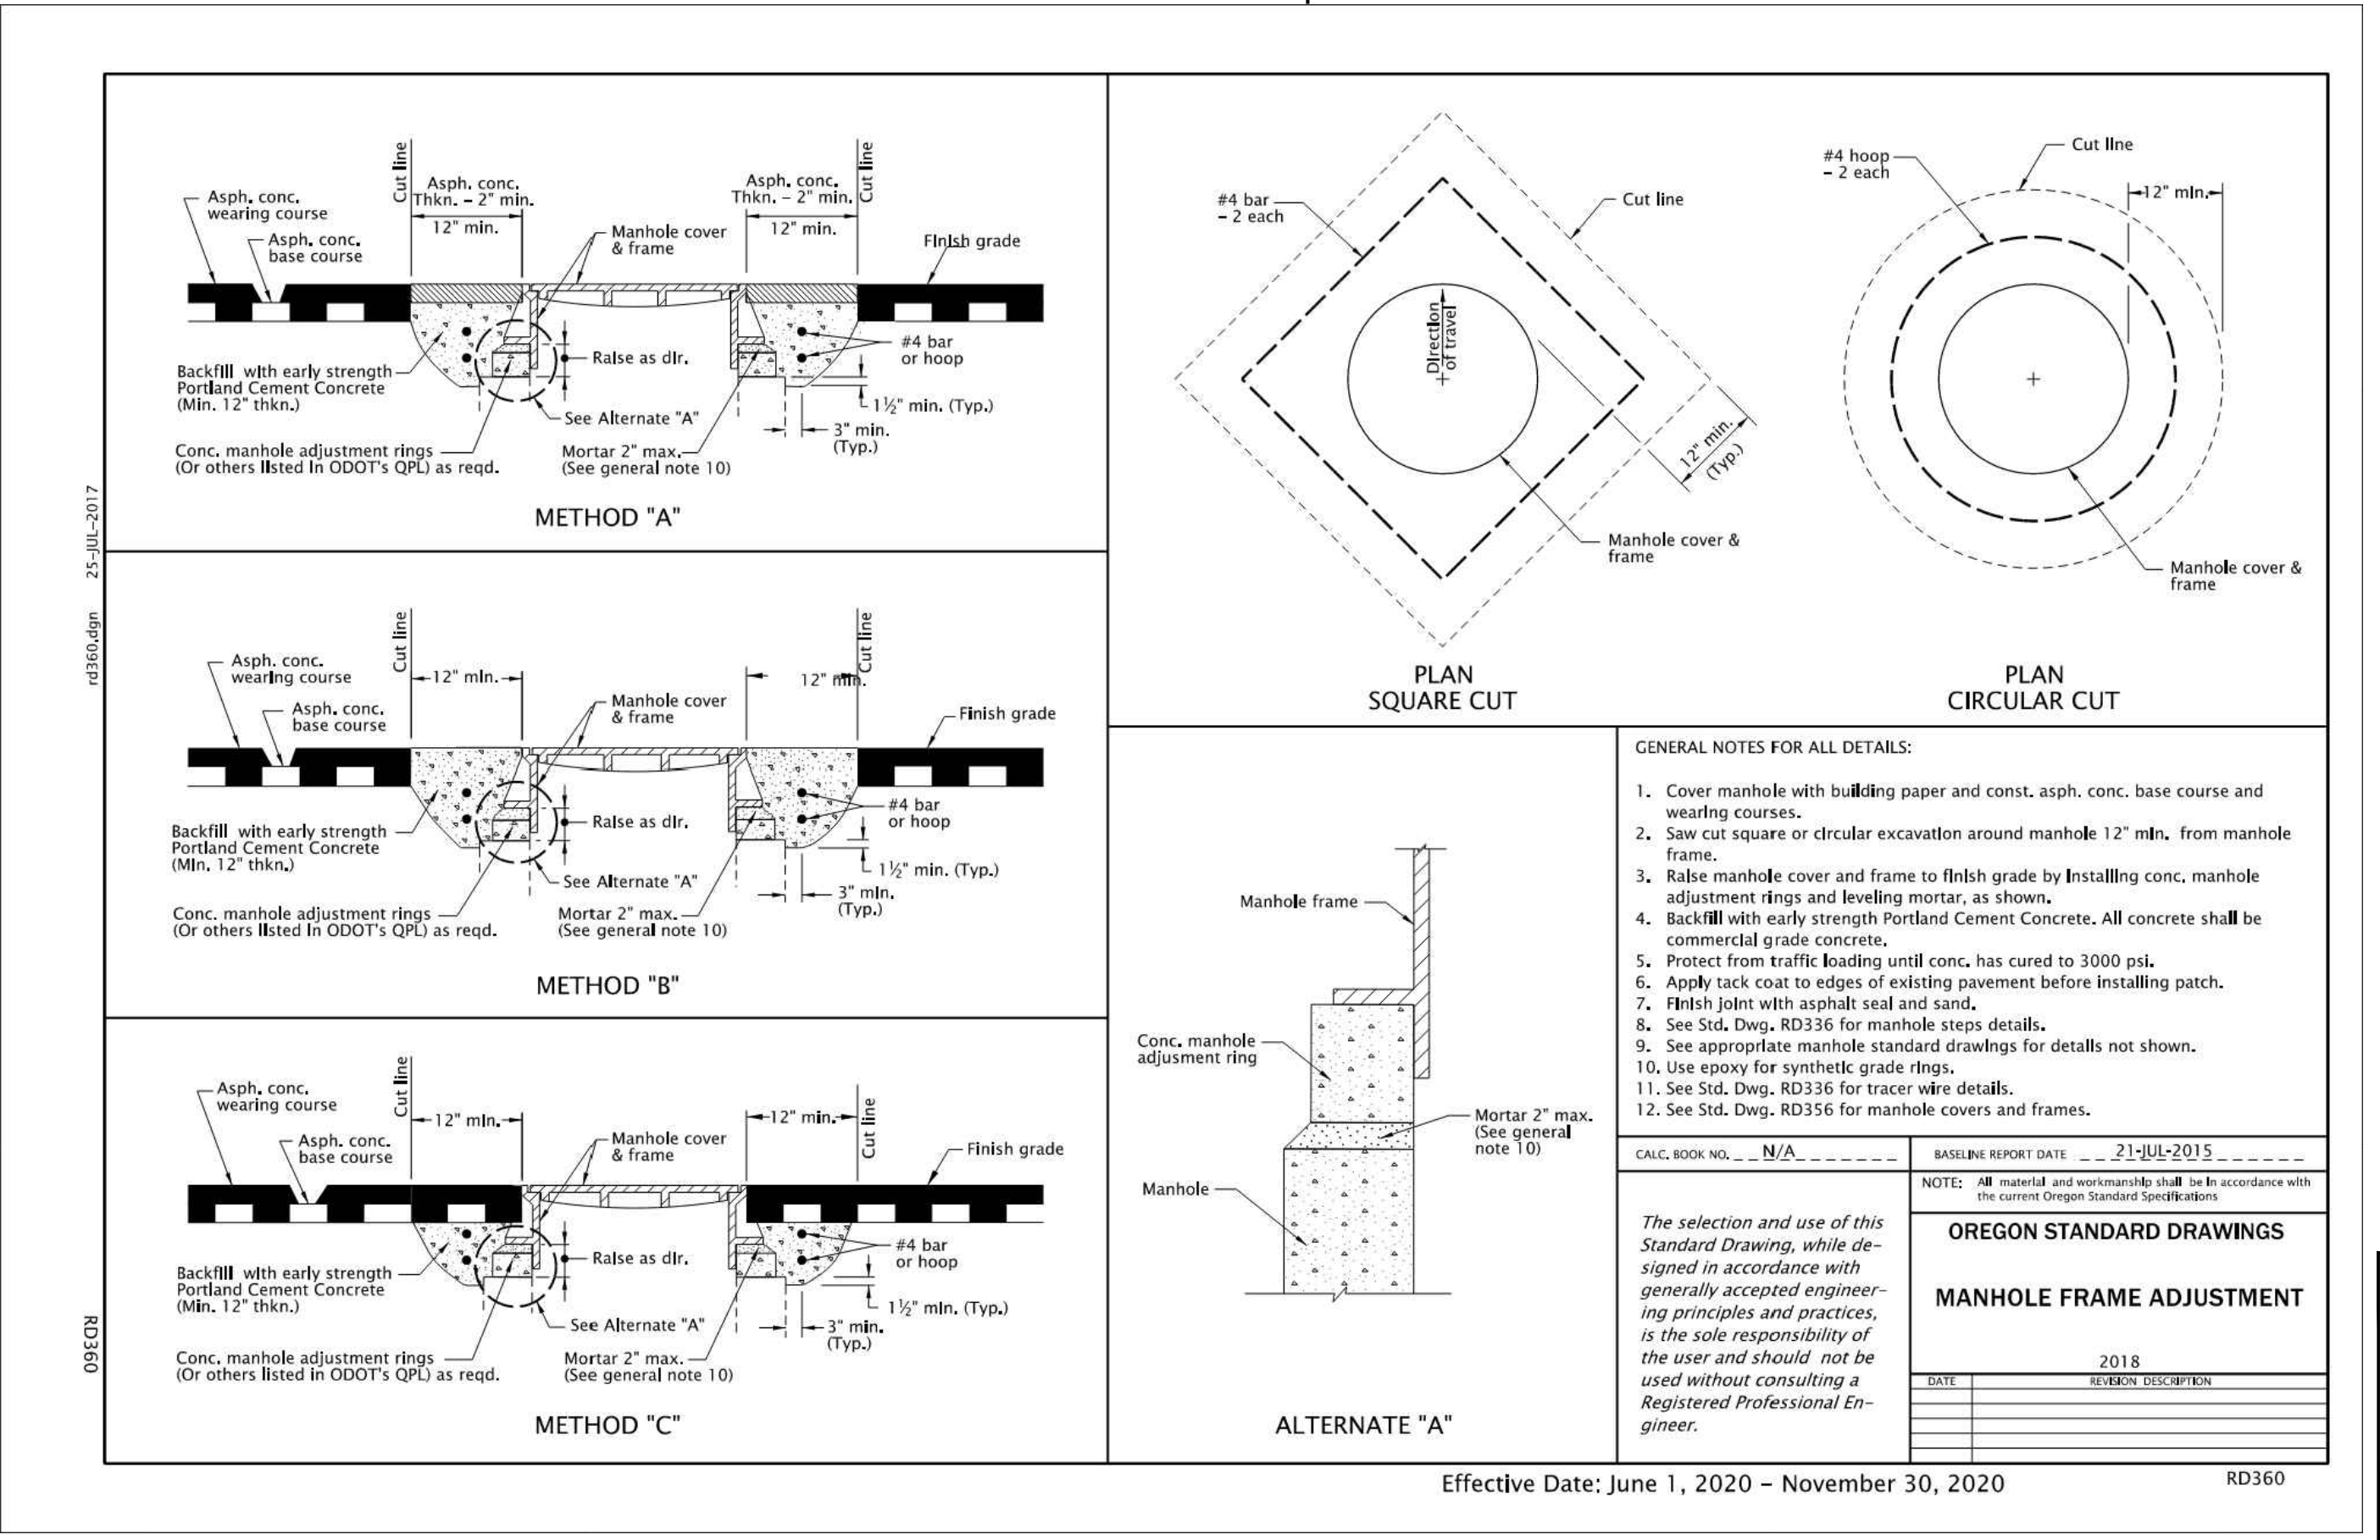 Cut line
Asph. conc.
Thkn. – 2" min.
12" min.
Asph. conc.
Thkn. – 2" min.
12" min.
Cut line
Asph. conc.
wearing course
Asph. conc.
base course
Manhole cover
& frame
Finish grade
Backfill with early strength
Portland Cement Concrete
(Min. 12" thkn.)
Raise as dir.
#4 bar
or hoop
See Alternate "A"
1½" min. (Typ.)
3" min.
(Typ.)
Conc. manhole adjustment rings
(Or others listed in ODOT's QPL) as reqd.
Mortar 2" max.
(See general note 10)
METHOD "A"
Cut line
12" min.
12" min.
Cut line
Asph. conc.
wearing course
Asph. conc.
base course
Manhole cover
& frame
Finish grade
Backfill with early strength
Portland Cement Concrete
(Min. 12" thkn.)
Raise as dir.
#4 bar
or hoop
See Alternate "A"
1½" min. (Typ.)
3" min.
(Typ.)
Conc. manhole adjustment rings
(Or others listed in ODOT's QPL) as reqd.
Mortar 2" max.
(See general note 10)
METHOD "B"
Cut line
12" min.
12" min.
Cut line
Asph. conc.
wearing course
Asph. conc.
base course
Manhole cover
& frame
Finish grade
Backfill with early strength
Portland Cement Concrete
(Min. 12" thkn.)
Raise as dir.
#4 bar
or hoop
See Alternate "A"
1½" min. (Typ.)
3" min.
(Typ.)
Conc. manhole adjustment rings
(Or others listed in ODOT's QPL) as reqd.
Mortar 2" max.
(See general note 10)
METHOD "C"
#4 bar
– 2 each
Cut line
Direction
of travel
12" min.
(Typ.)
Manhole cover &
frame
PLAN
SQUARE CUT
#4 hoop
– 2 each
Cut line
12" min.
Manhole cover &
frame
PLAN
CIRCULAR CUT
Manhole frame
Conc. manhole
adjusment ring
Mortar 2" max.
(See general
note 10)
Manhole
ALTERNATE "A"
GENERAL NOTES FOR ALL DETAILS:
1. Cover manhole with building paper and const. asph. conc. base course and
wearing courses.
2. Saw cut square or circular excavation around manhole 12" min. from manhole
frame.
3. Raise manhole cover and frame to finish grade by installing conc. manhole
adjustment rings and leveling mortar, as shown.
4. Backfill with early strength Portland Cement Concrete. All concrete shall be
commercial grade concrete.
5. Protect from traffic loading until conc. has cured to 3000 psi.
6. Apply tack coat to edges of existing pavement before installing patch.
7. Finish joint with asphalt seal and sand.
8. See Std. Dwg. RD336 for manhole steps details.
9. See appropriate manhole standard drawings for details not shown.
10. Use epoxy for synthetic grade rings.
11. See Std. Dwg. RD336 for tracer wire details.
12. See Std. Dwg. RD356 for manhole covers and frames.
CALC. BOOK NO. N/A
BASELINE REPORT DATE 21-JUL-2015
NOTE: All material and workmanship shall be in accordance with
the current Oregon Standard Specifications
The selection and use of this
Standard Drawing, while de-
signed in accordance with
generally accepted engineer-
ing principles and practices,
is the sole responsibility of
the user and should not be
used without consulting a
Registered Professional En-
gineer.
OREGON STANDARD DRAWINGS
MANHOLE FRAME ADJUSTMENT
2018
DATE REVISION DESCRIPTION
Effective Date: June 1, 2020 – November 30, 2020
RD360
25-JUL-2017
rd360.dgn
RD360